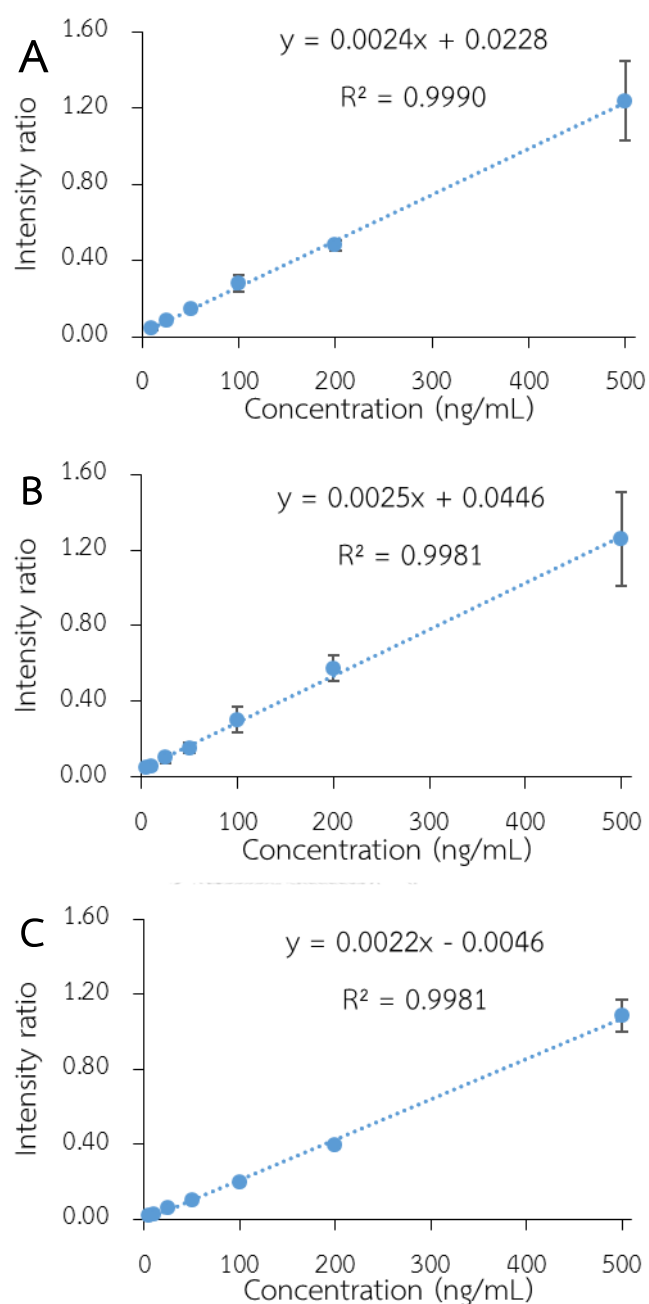 A
y = 0.0024x + 0.0228
R² = 0.9990
Intensity ratio
1.60
1.20
0.80
0.40
0.00
0 100 200 300 400 500
Concentration (ng/mL)
B
y = 0.0025x + 0.0446
R² = 0.9981
Intensity ratio
1.60
1.20
0.80
0.40
0.00
0 100 200 300 400 500
Concentration (ng/mL)
C
y = 0.0022x - 0.0046
R² = 0.9981
Intensity ratio
1.60
1.20
0.80
0.40
0.00
0 100 200 300 400 500
Concentration (ng/mL)